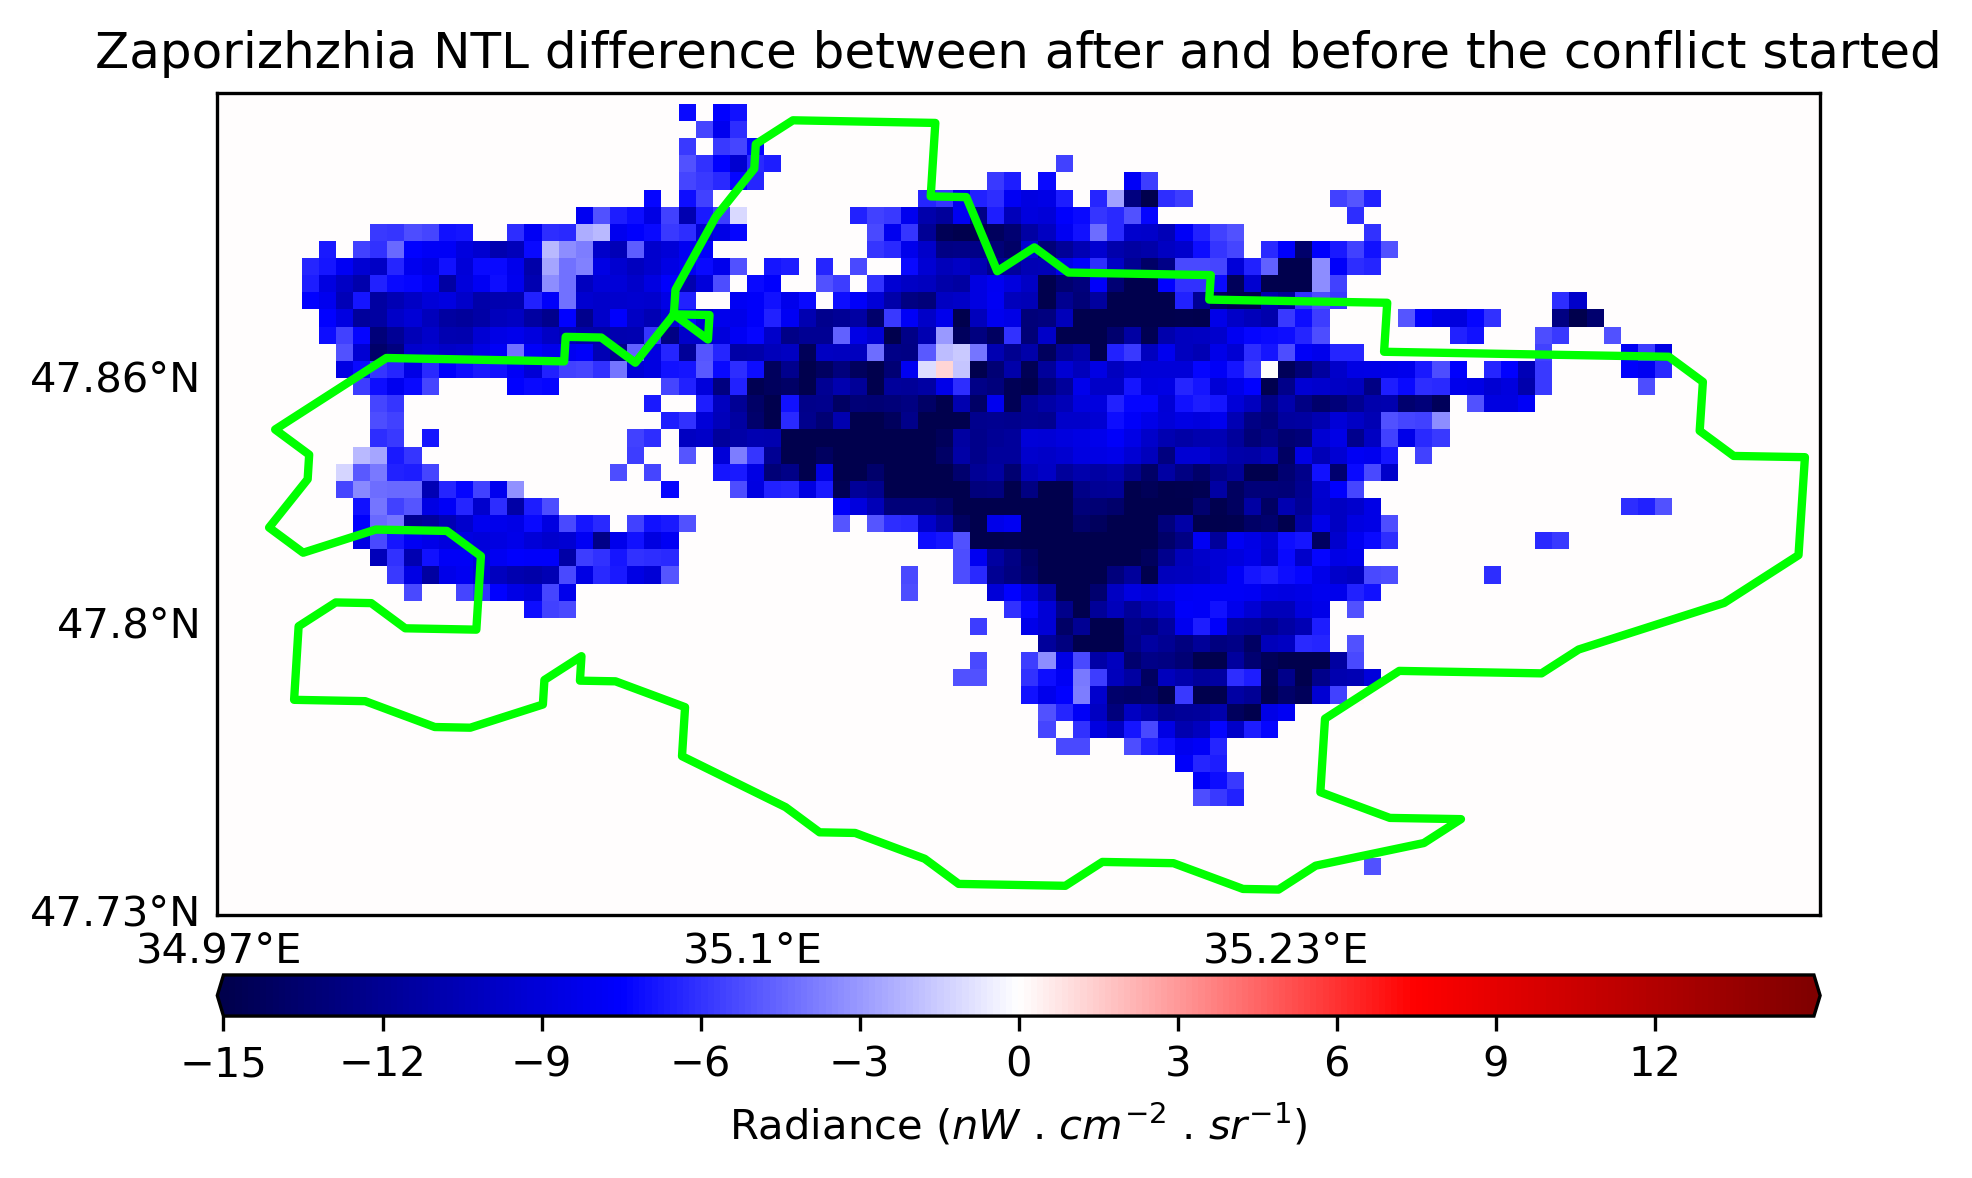 Zaporizhzhia NTL difference between after and before the conflict started
47.86°N
47.8°N
47.73°N
34.97°E 35.1°E 35.23°E
−15 −12 −9 −6 −3 0 3 6 9 12
Radiance (nW . cm⁻² . sr⁻¹)